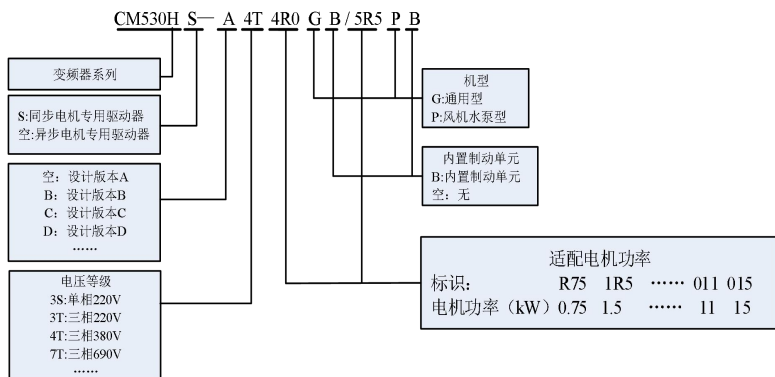 CM530H S— A 4T 4R0 G B / 5R5 P B
变频器系列
S:同步电机专用驱动器
空:异步电机专用驱动器
空：设计版本A
B：设计版本B
C：设计版本C
D：设计版本D
……
电压等级
3S:单相220V
3T:三相220V
4T:三相380V
7T:三相690V
……
机型
G:通用型
P:风机水泵型
内置制动单元
B:内置制动单元
空：无
适配电机功率
标识： R75 1R5 …… 011 015
电机功率（kW）0.75 1.5 …… 11 15